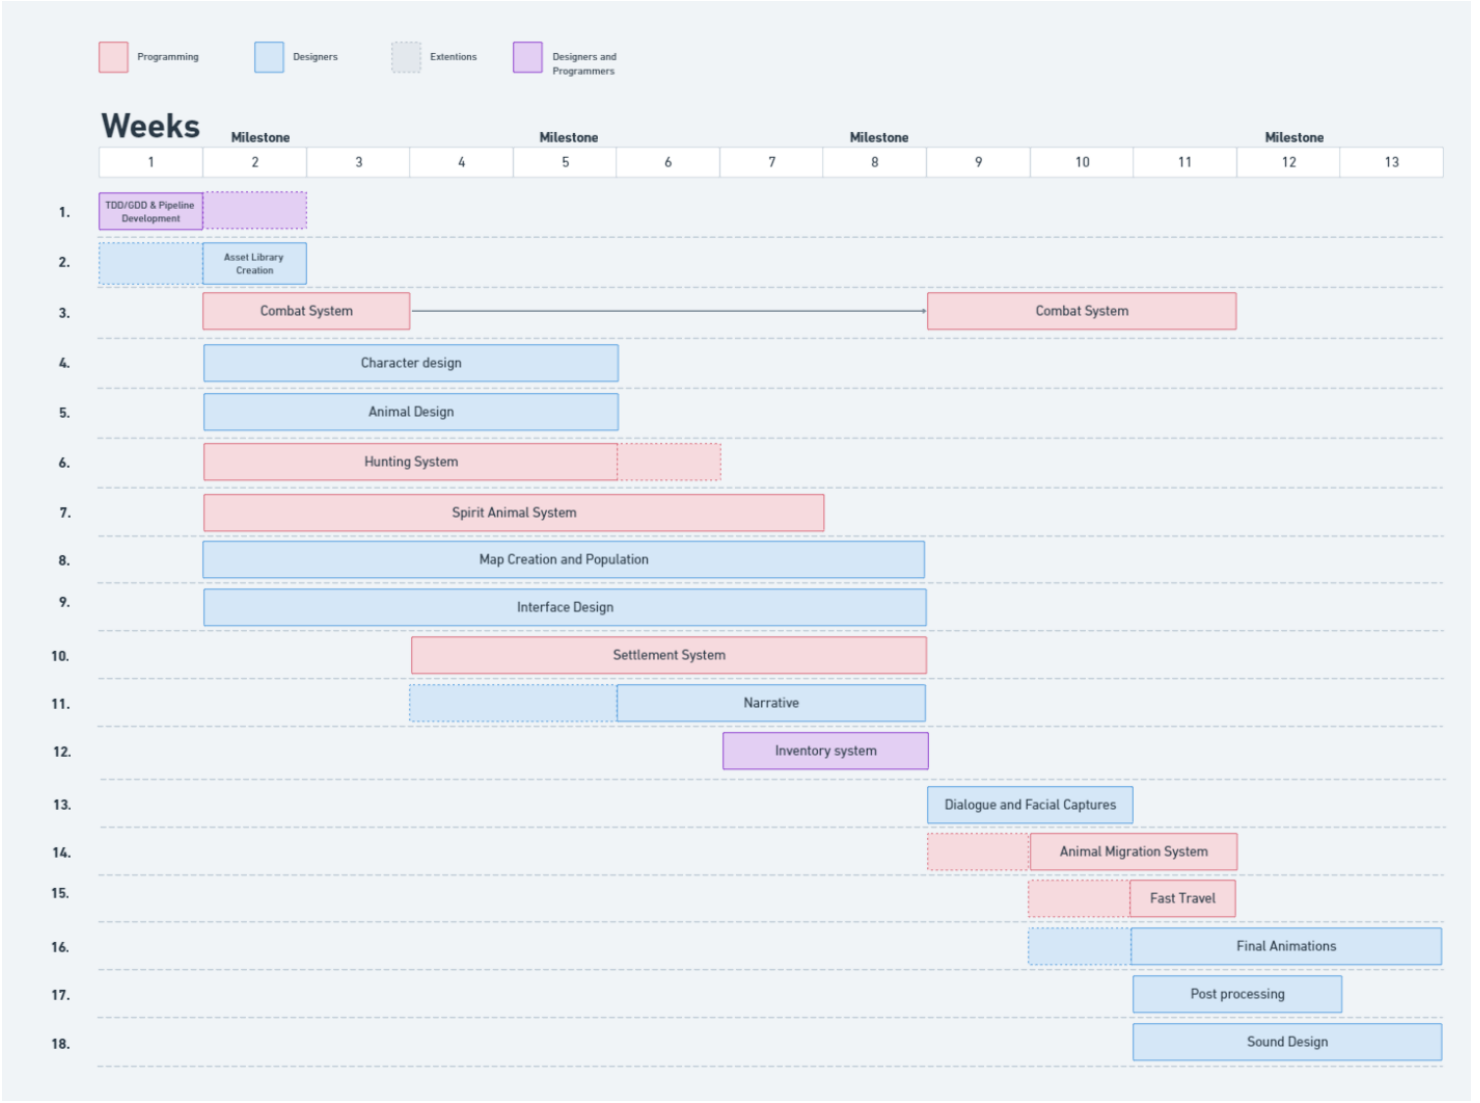 Programming
Designers
Extentions
Designers and
Programmers
Weeks
Milestone
Milestone
Milestone
Milestone
1 2 3 4 5 6 7 8 9 10 11 12 13
1.
TDD/GDD & Pipeline
Development
2.
Asset Library
Creation
3.
Combat System
Combat System
4.
Character design
5.
Animal Design
6.
Hunting System
7.
Spirit Animal System
8.
Map Creation and Population
9.
Interface Design
10.
Settlement System
11.
Narrative
12.
Inventory system
13.
Dialogue and Facial Captures
14.
Animal Migration System
15.
Fast Travel
16.
Final Animations
17.
Post processing
18.
Sound Design